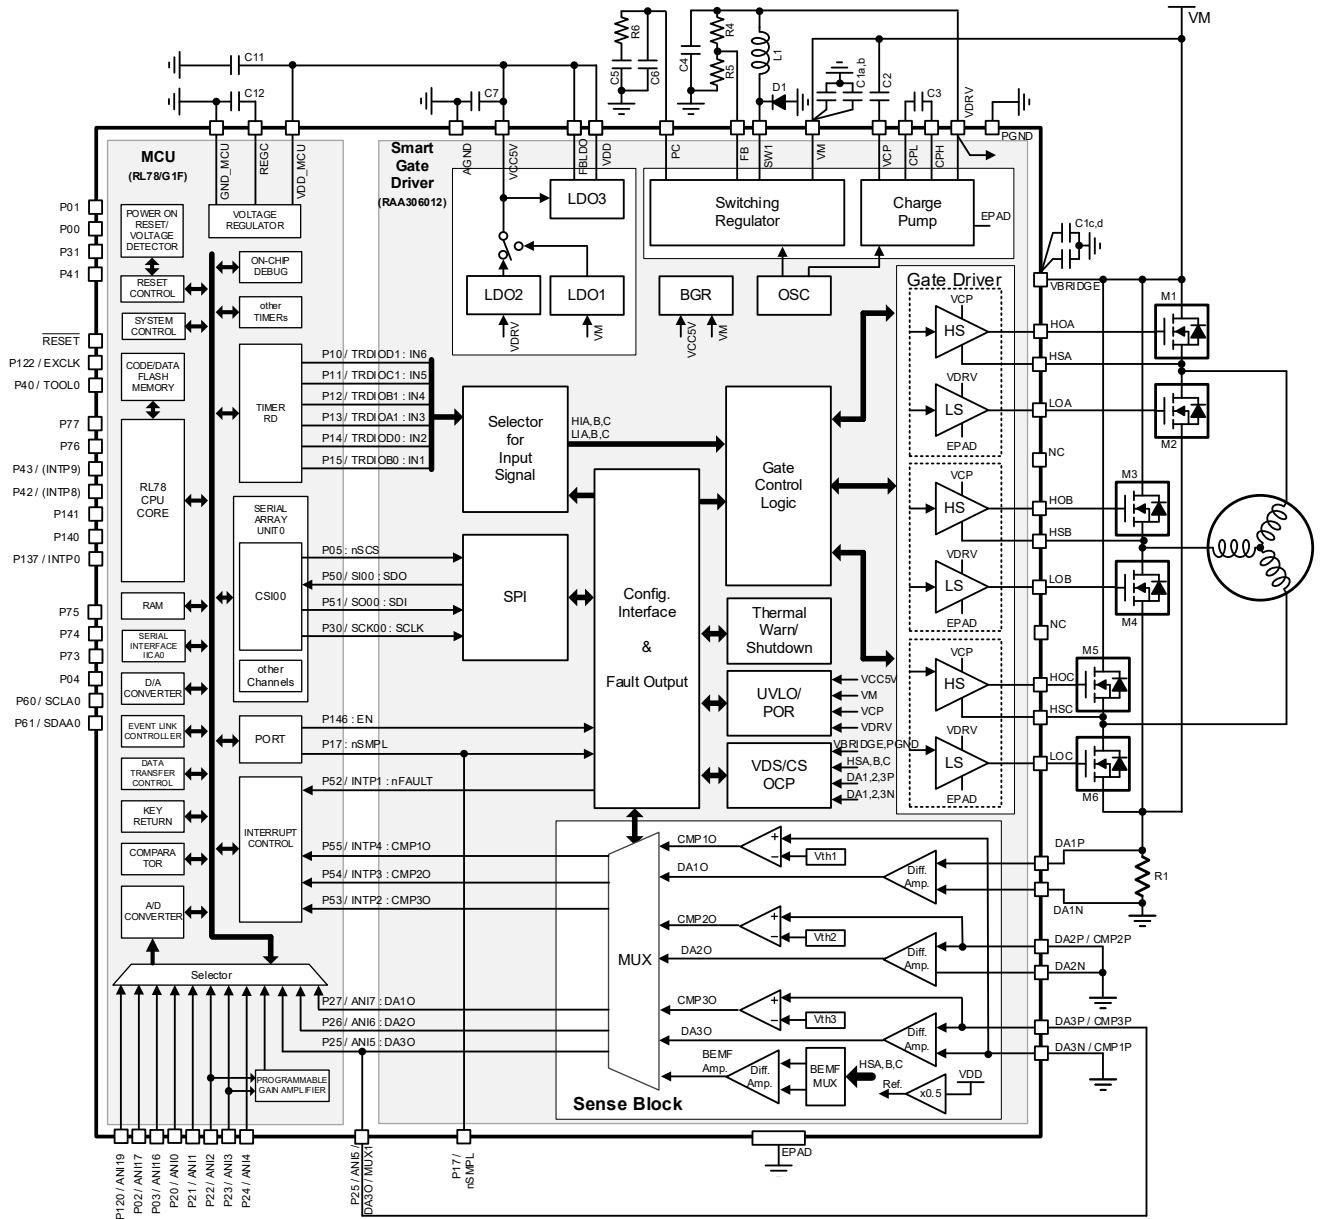 VM
R6
C5
C6
C4
R4
R5
L1
D1
C1a,b
C2
C3
VDRV
C11
C12
C7
GND_MCU
REGC
VDD_MCU
AGND
VCC5V
FBLDO
VDD
PC
FB
SW1
VM
VCP
CPL
CPH
PGND
MCU
(RL78/G1F)
Smart
Gate
Driver
(RAA306012)
P01
P00
P31
P41
RESET
P122 / EXCLK
P40 / TOOL0
P77
P76
P43 / (INTP9)
P42 / (INTP8)
P141
P140
P137 / INTP0
P75
P74
P73
P04
P60 / SCLA0
P61 / SDAA0
POWER ON
RESET/
VOLTAGE
DETECTOR
RESET
CONTROL
SYSTEM
CONTROL
CODE/DATA
FLASH
MEMORY
RL78
CPU
CORE
RAM
SERIAL
INTERFACE
IICA0
D/A
CONVERTER
EVENT LINK
CONTROLLER
DATA
TRANSFER
CONTROL
KEY
RETURN
COMPARA
TOR
A/D
CONVERTER
VOLTAGE
REGULATOR
ON-CHIP
DEBUG
other
TIMERs
TIMER
RD
SERIAL
ARRAY
UNIT0
CSI00
other
Channels
PORT
INTERRUPT
CONTROL
Selector
PROGRAMMABLE
GAIN AMPLIFIER
P10 / TRDIOD1 : IN6
P11 / TRDIOC1 : IN5
P12 / TRDIOB1 : IN4
P13 / TRDIOA1 : IN3
P14 / TRDIOD0 : IN2
P15 / TRDIOB0 : IN1
P05 : nSCS
P50 / SI00 : SDO
P51 / SO00 : SDI
P30 / SCK00 : SCLK
P146 : EN
P17 : nSMPL
P52 / INTP1 : nFAULT
P55 / INTP4 : CMP1O
P54 / INTP3 : CMP2O
P53 / INTP2 : CMP3O
P27 / ANI7 : DA1O
P26 / ANI6 : DA2O
P25 / ANI5 : DA3O
LDO3
LDO2
LDO1
VDRV
VM
Switching
Regulator
Charge
Pump
EPAD
BGR
VCC5V
VM
OSC
Selector
for
Input
Signal
HIA,B,C
LIA,B,C
SPI
Config.
Interface
&
Fault Output
Gate
Control
Logic
Thermal
Warn/
Shutdown
UVLO/
POR
VCC5V
VM
VCP
VDRV
VDS/CS
OCP
VBRIDGE,PGND
HSA,B,C
DA1,2,3P
DA1,2,3N
Gate Driver
VCP
HS
VDRV
LS
EPAD
VCP
HS
VDRV
LS
EPAD
VCP
HS
VDRV
LS
EPAD
C1c,d
VBRIDGE
HOA
HSA
LOA
NC
HOB
HSB
LOB
NC
HOC
HSC
LOC
M1
M2
M3
M4
M5
M6
DA1P
R1
DA1N
DA2P / CMP2P
DA2N
DA3P / CMP3P
DA3N / CMP1P
MUX
CMP1O
DA1O
CMP2O
DA2O
CMP3O
DA3O
BEMF
Amp.
+
−
Vth1
Diff.
Amp.
+
−
Vth2
Diff.
Amp.
+
−
Vth3
Diff.
Amp.
Diff.
Amp.
BEMF
MUX
HSA,B,C
Ref.
x0.5
VDD
Sense Block
EPAD
P120 / ANI19
P02 / ANI17
P03 / ANI16
P20 / ANI0
P21 / ANI1
P22 / ANI2
P23 / ANI3
P24 / ANI4
P25 / ANI5 /
DA3O / MUX1
P17 /
nSMPL